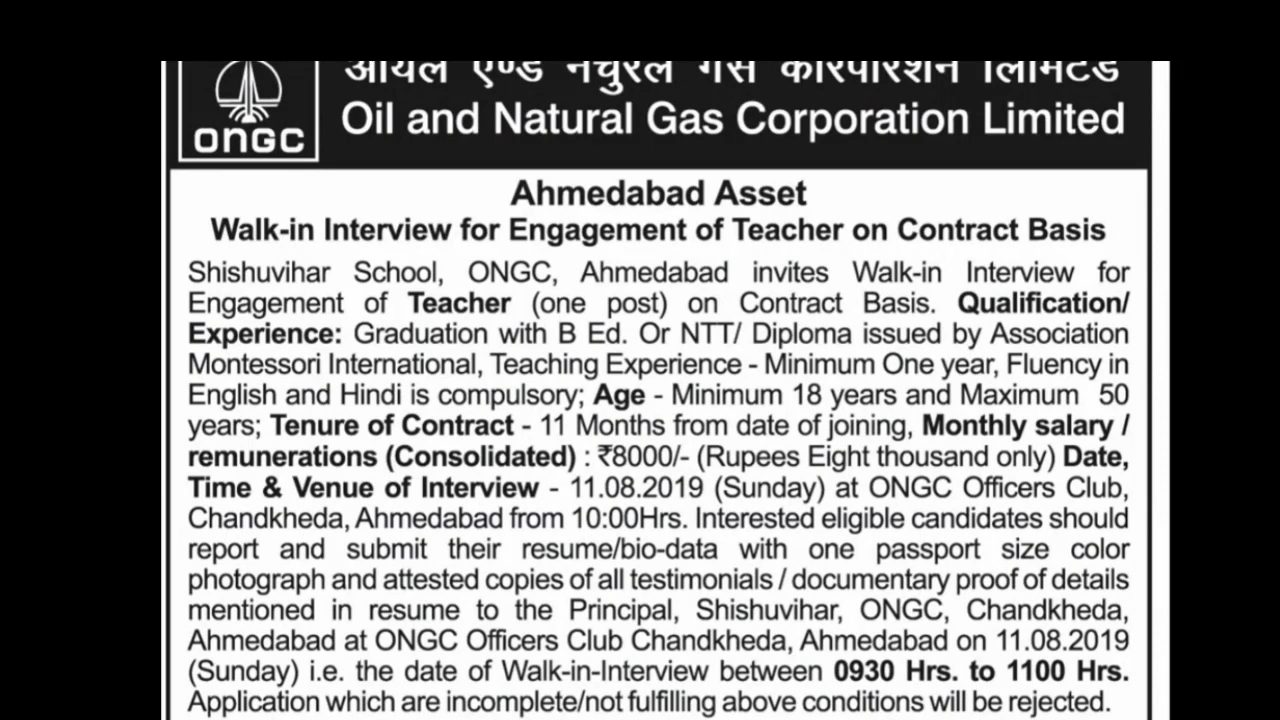 ऑयल एण्ड नेचुरल गैस कॉरपोरेशन लिमिटेड
Oil and Natural Gas Corporation Limited
ONGC
Ahmedabad Asset
Walk-in Interview for Engagement of Teacher on Contract Basis
Shishuvihar School, ONGC, Ahmedabad invites Walk-in Interview for
Engagement of Teacher (one post) on Contract Basis. Qualification/
Experience: Graduation with B Ed. Or NTT/ Diploma issued by Association
Montessori International, Teaching Experience - Minimum One year, Fluency in
English and Hindi is compulsory; Age - Minimum 18 years and Maximum 50
years; Tenure of Contract - 11 Months from date of joining, Monthly salary /
remunerations (Consolidated) : ₹8000/- (Rupees Eight thousand only) Date,
Time & Venue of Interview - 11.08.2019 (Sunday) at ONGC Officers Club,
Chandkheda, Ahmedabad from 10:00Hrs. Interested eligible candidates should
report and submit their resume/bio-data with one passport size color
photograph and attested copies of all testimonials / documentary proof of details
mentioned in resume to the Principal, Shishuvihar, ONGC, Chandkheda,
Ahmedabad at ONGC Officers Club Chandkheda, Ahmedabad on 11.08.2019
(Sunday) i.e. the date of Walk-in-Interview between 0930 Hrs. to 1100 Hrs.
Application which are incomplete/not fulfilling above conditions will be rejected.